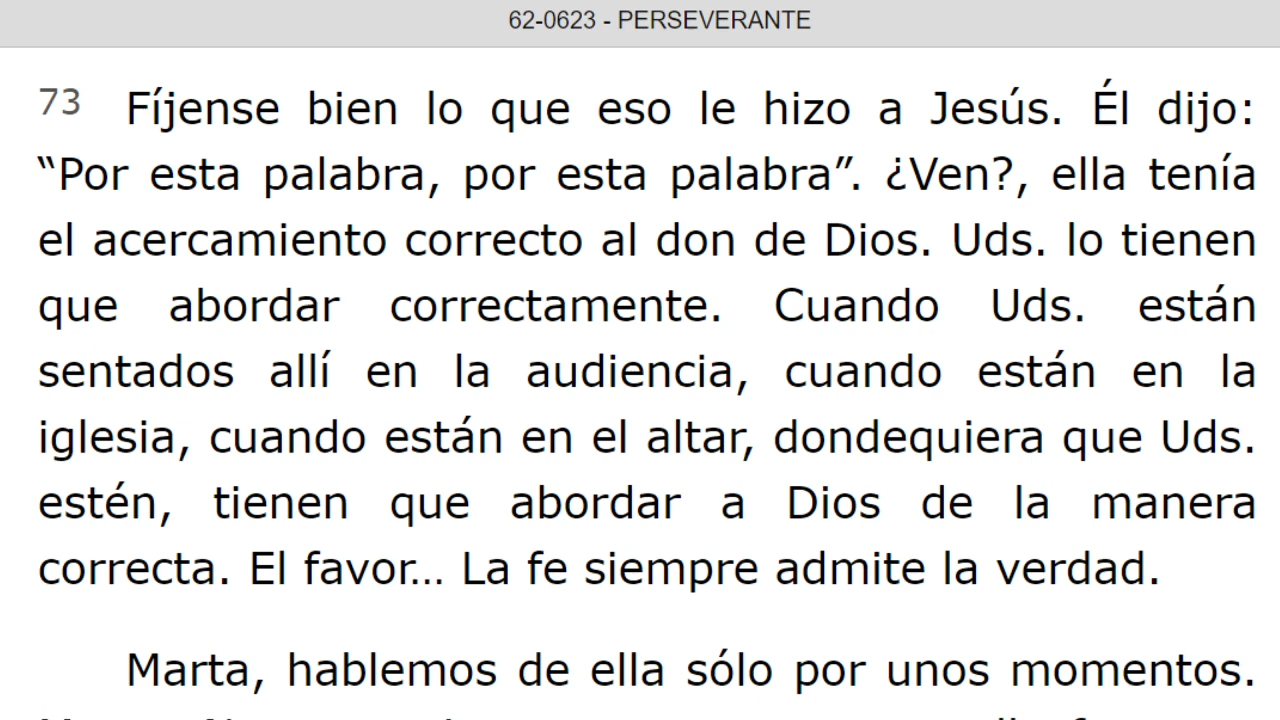 62-0623 - PERSEVERANTE
73 Fíjense bien lo que eso le hizo a Jesús. Él dijo:
“Por esta palabra, por esta palabra”. ¿Ven?, ella tenía
el acercamiento correcto al don de Dios. Uds. lo tienen
que abordar correctamente. Cuando Uds. están
sentados allí en la audiencia, cuando están en la
iglesia, cuando están en el altar, dondequiera que Uds.
estén, tienen que abordar a Dios de la manera
correcta. El favor... La fe siempre admite la verdad.
Marta, hablemos de ella sólo por unos momentos.